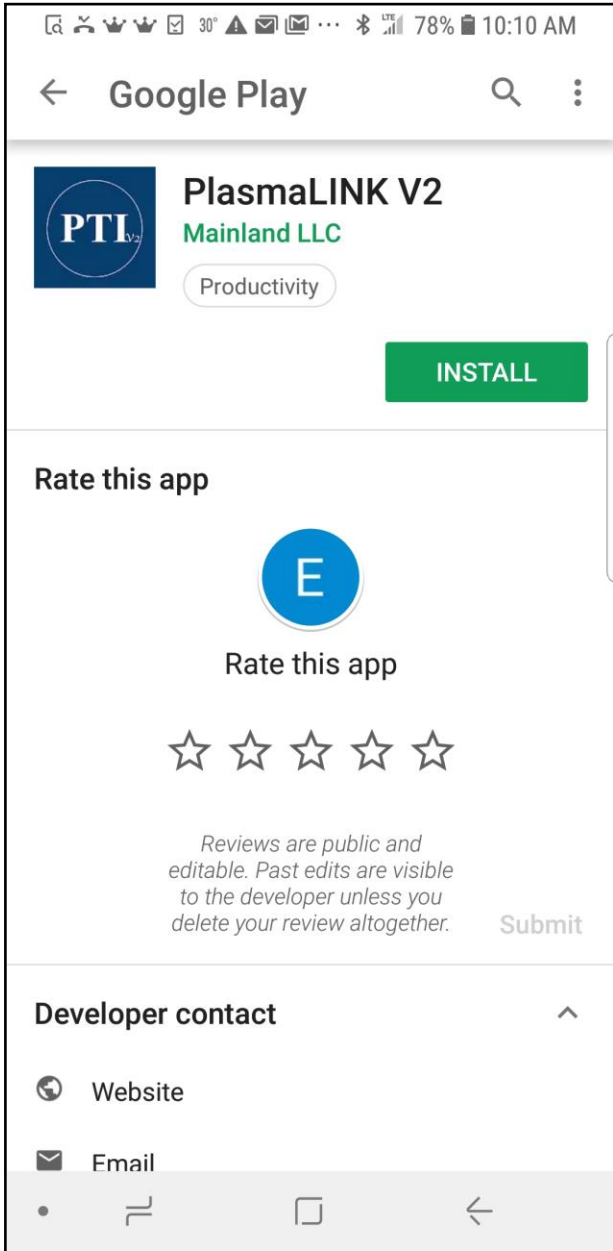 30° ... LTE 78% 10:10 AM
Google Play
PTI V2
PlasmaLINK V2
Mainland LLC
Productivity
INSTALL
Rate this app
E
Rate this app
Reviews are public and
editable. Past edits are visible
to the developer unless you
delete your review altogether.
Submit
Developer contact
Website
Email